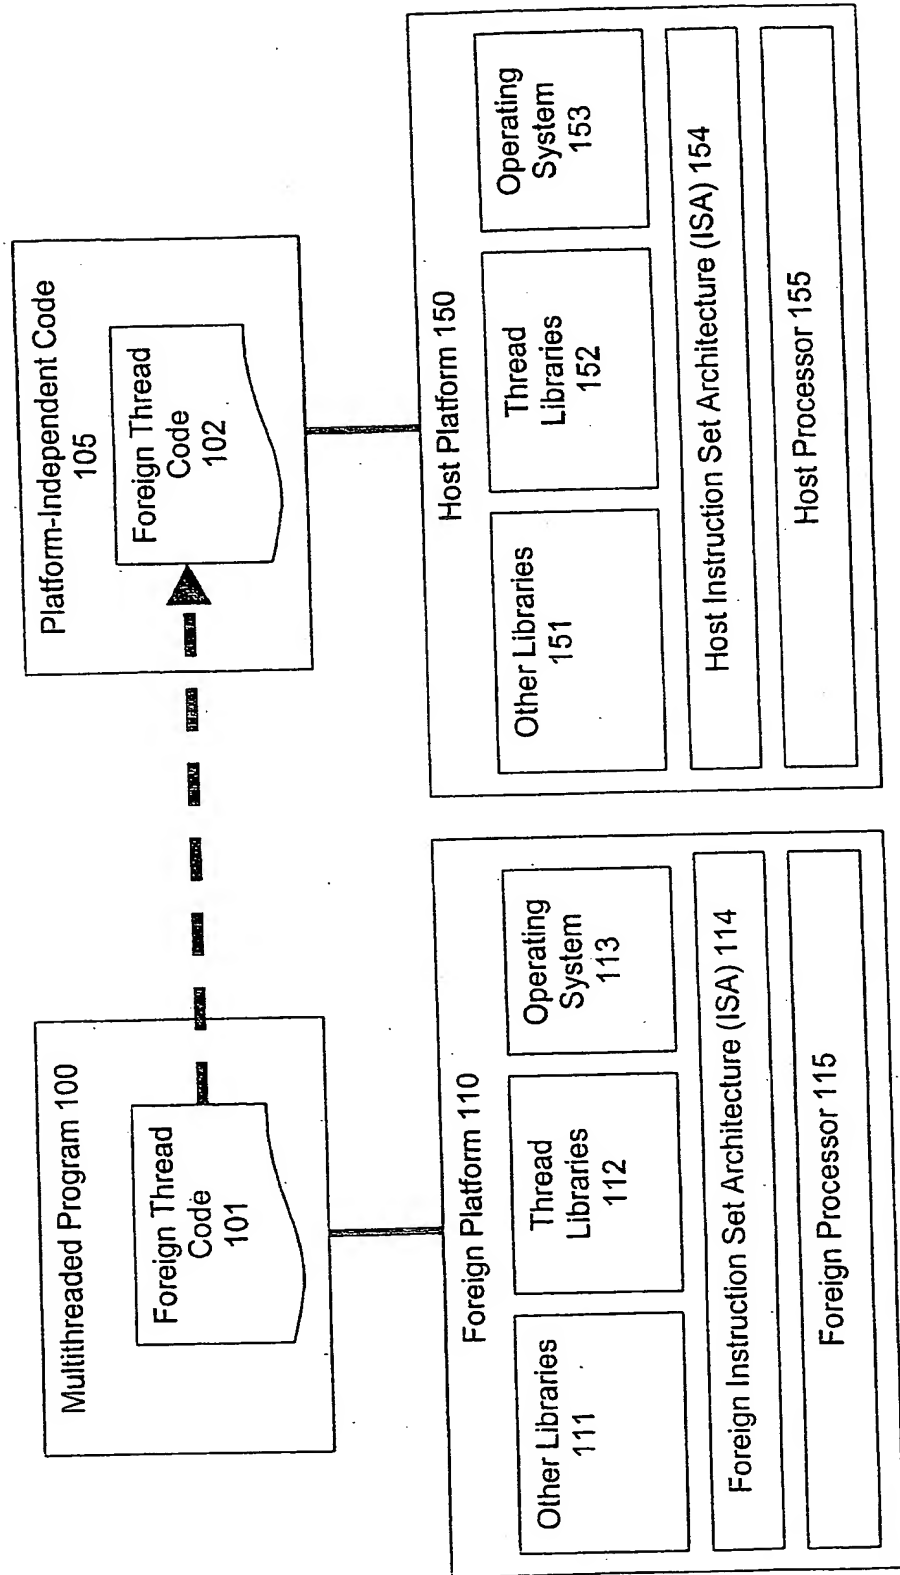 Multithreaded Program 100
Foreign Thread
Code
101
Foreign Platform 110
Other Libraries
111
Thread
Libraries
112
Operating
System
113
Foreign Instruction Set Architecture (ISA) 114
Foreign Processor 115
Platform-Independent Code
105
Foreign Thread
Code
102
Host Platform 150
Other Libraries
151
Thread
Libraries
152
Operating
System
153
Host Instruction Set Architecture (ISA) 154
Host Processor 155